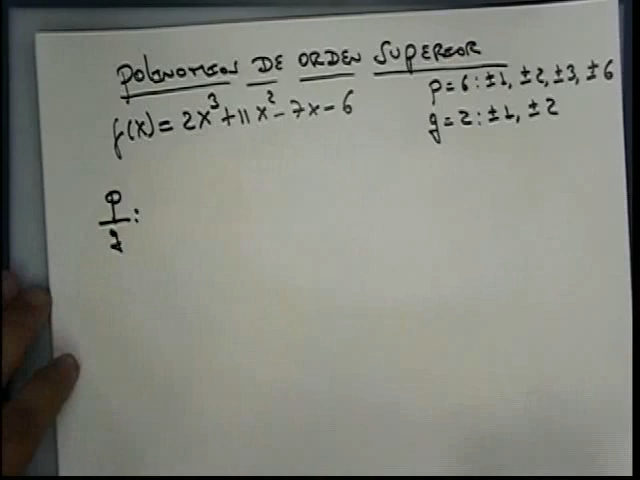 POLINOMIOS DE ORDEN SUPERIOR
f(x) = 2x³ + 11x² - 7x - 6
p = 6 : ±1, ±2, ±3, ±6
q = 2 : ±1, ±2
p/q :